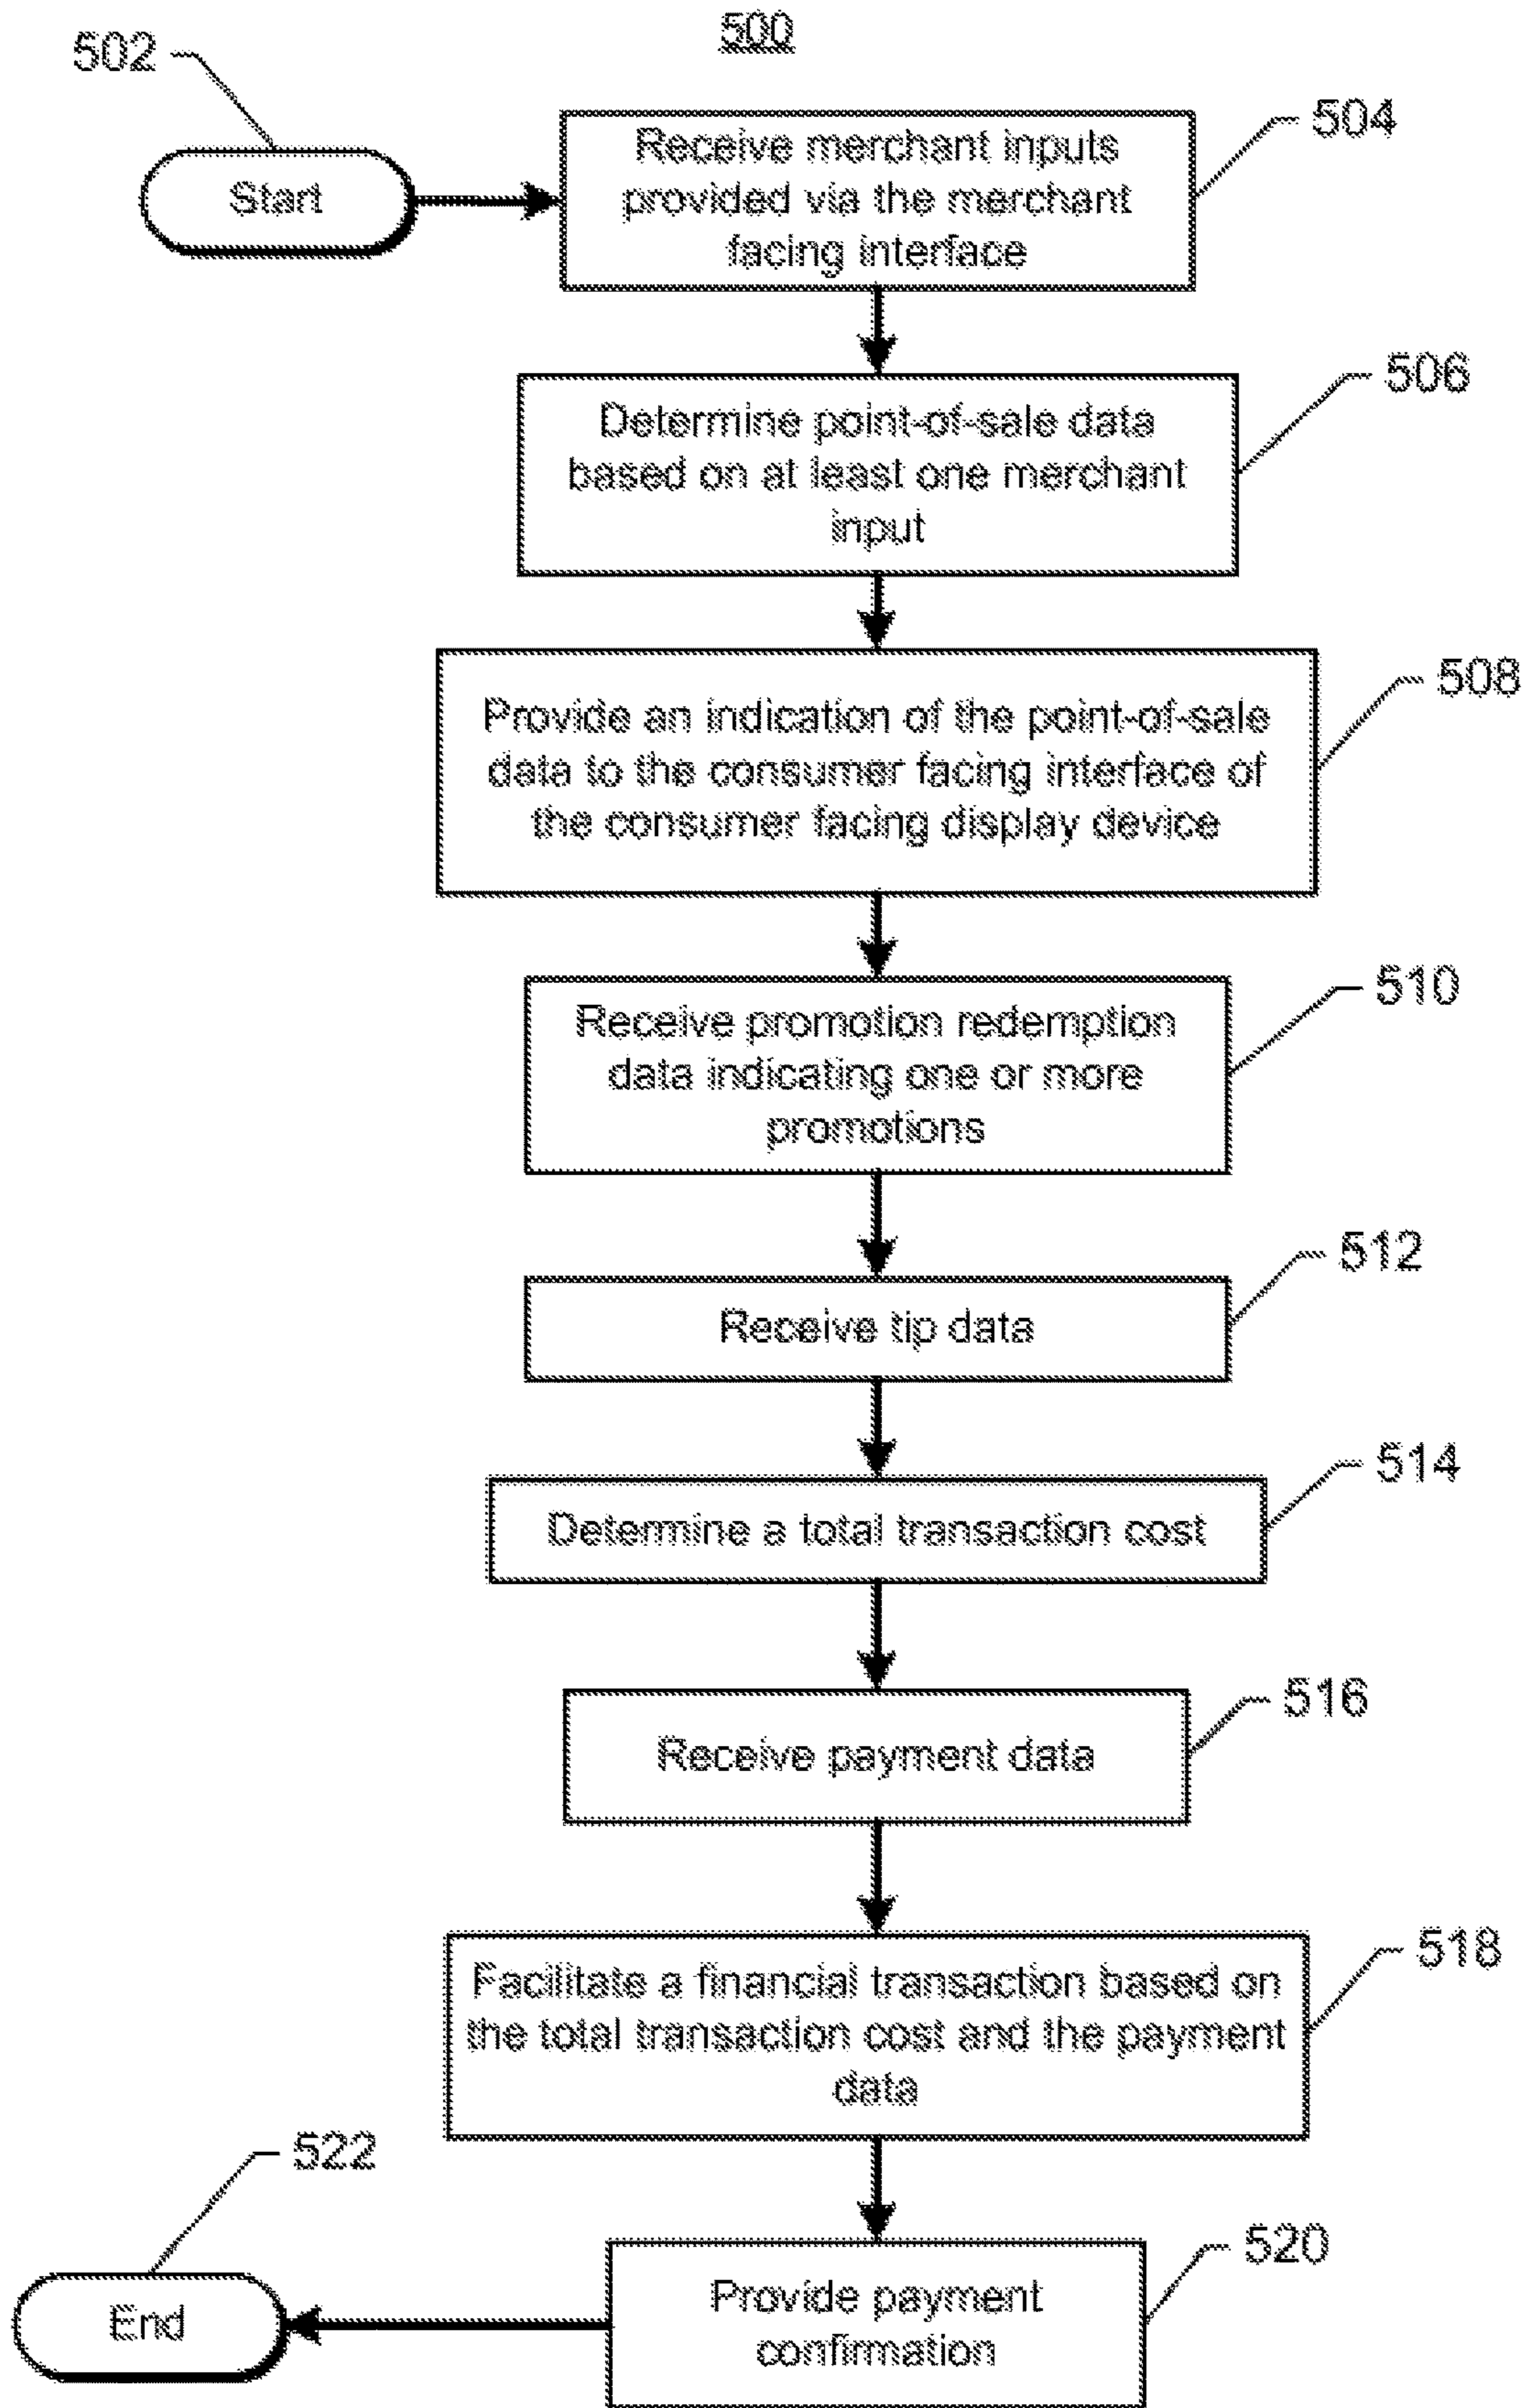 500
502
Start
504
Receive merchant inputs
provided via the merchant
facing interface
506
Determine point-of-sale data
based on at least one merchant
input
508
Provide an indication of the point-of-sale
data to the consumer facing interface of
the consumer facing display device
510
Receive promotion redemption
data indicating one or more
promotions
512
Receive tip data
514
Determine a total transaction cost
516
Receive payment data
518
Facilitate a financial transaction based on
the total transaction cost and the payment
data
520
Provide payment
confirmation
522
End